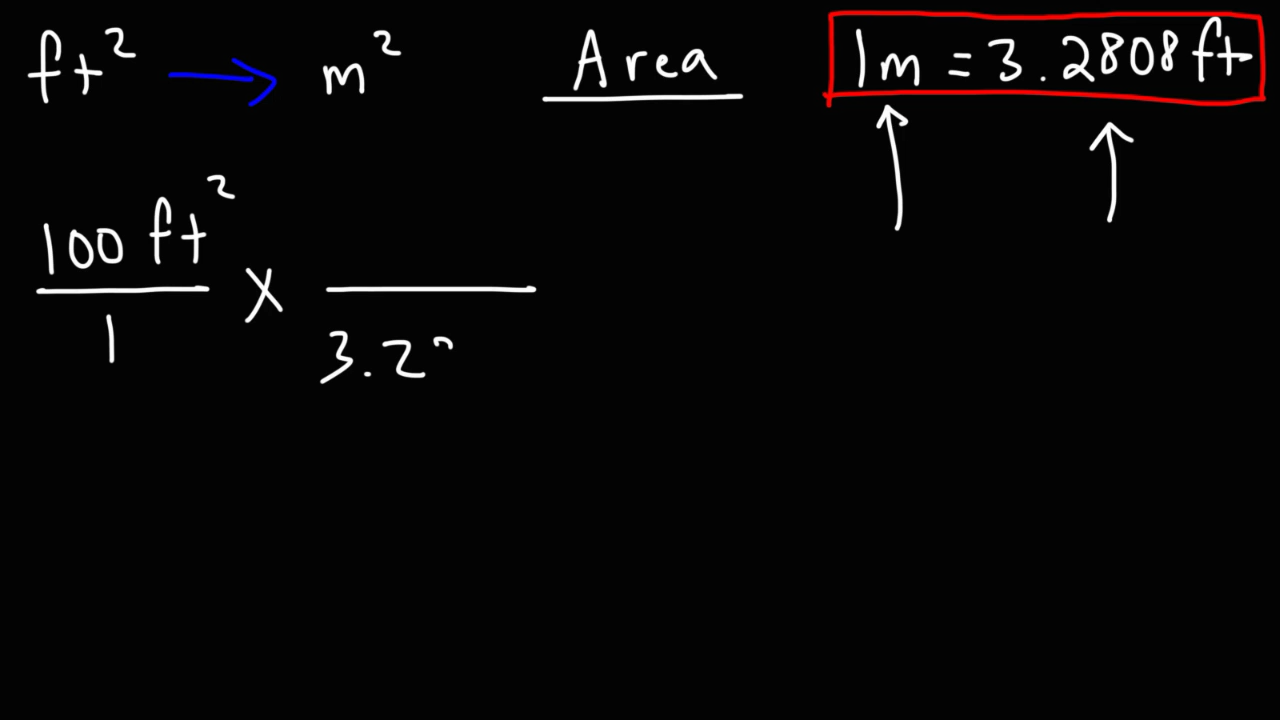 ft² → m² Area 1m = 3.2808 ft
100 ft²
1
X
3.2